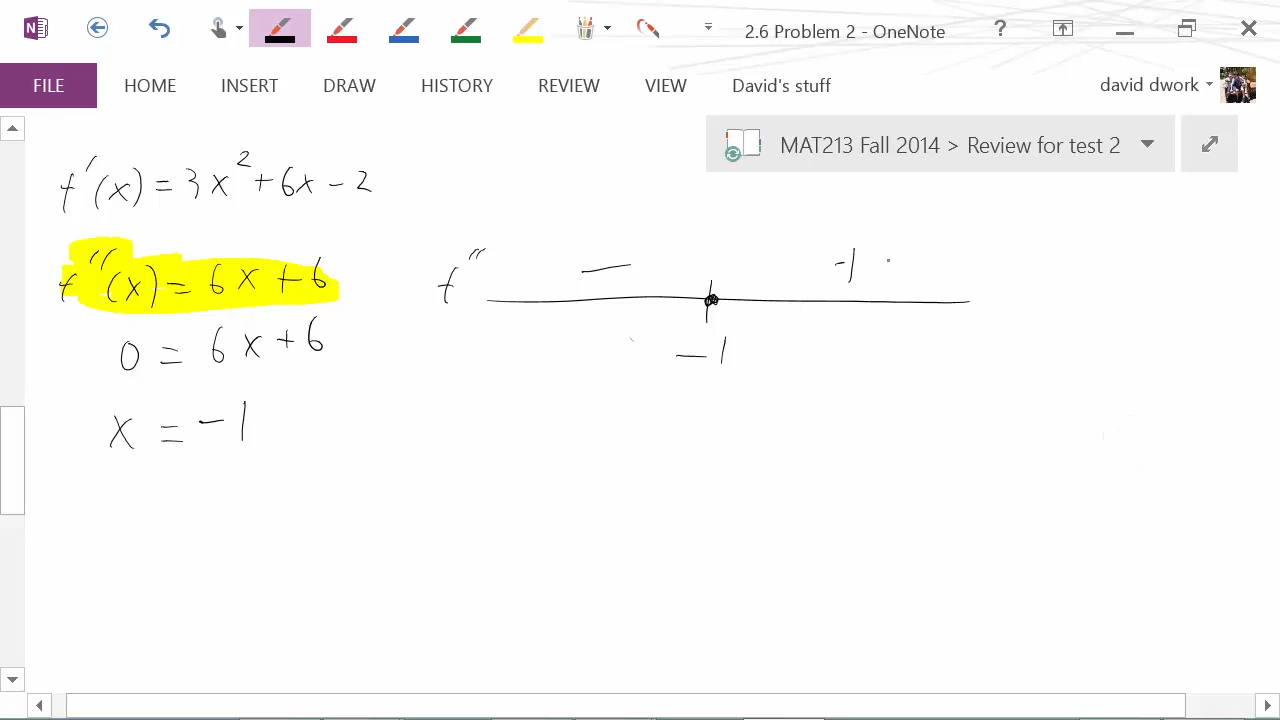 2.6 Problem 2 - OneNote
?
FILE HOME INSERT DRAW HISTORY REVIEW VIEW David's stuff david dwork
MAT213 Fall 2014 > Review for test 2
f'(x) = 3x² + 6x - 2
f''(x) = 6x + 6
0 = 6x + 6
x = -1
f'' - -1
-1